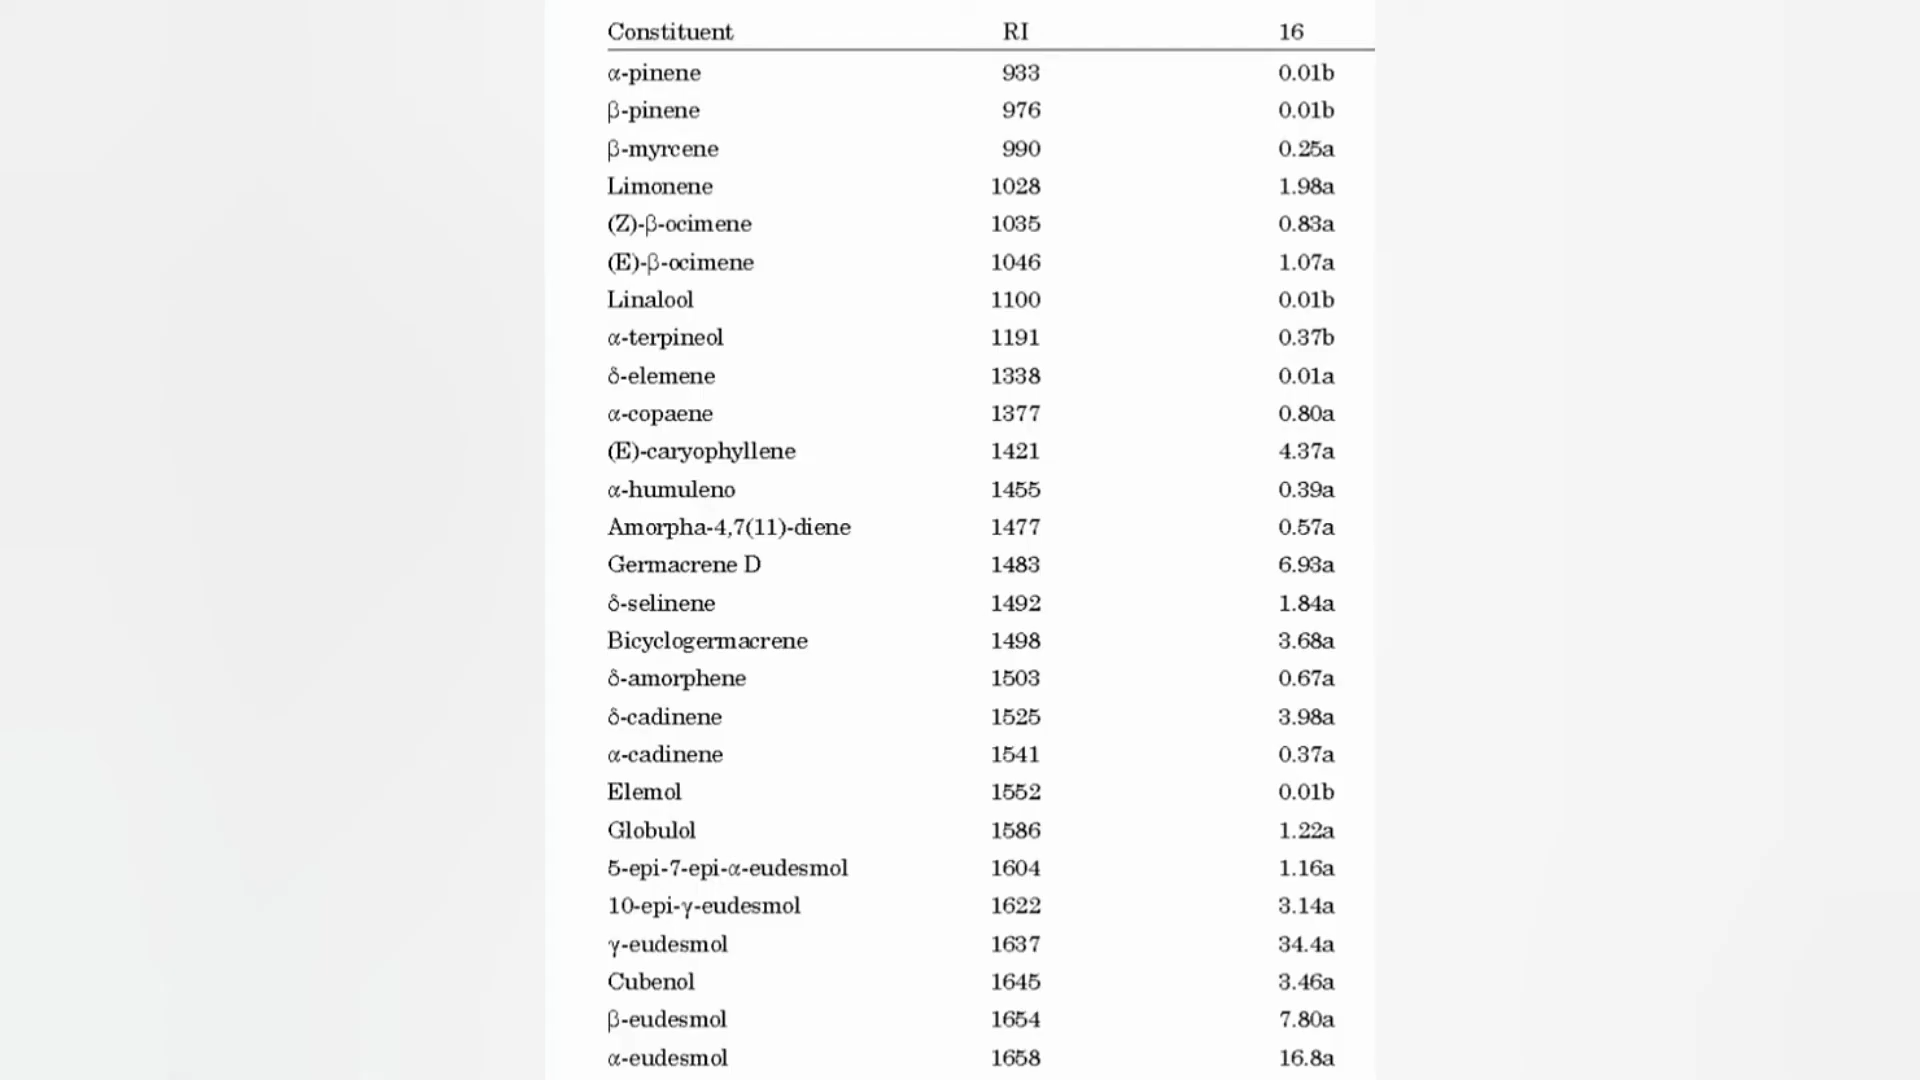 Constituent RI 16
α-pinene 933 0.01b
β-pinene 976 0.01b
β-myrcene 990 0.25a
Limonene 1028 1.98a
(Z)-β-ocimene 1035 0.83a
(E)-β-ocimene 1046 1.07a
Linalool 1100 0.01b
α-terpineol 1191 0.37b
δ-elemene 1338 0.01a
α-copaene 1377 0.80a
(E)-caryophyllene 1421 4.37a
α-humuleno 1455 0.39a
Amorpha-4,7(11)-diene 1477 0.57a
Germacrene D 1483 6.93a
δ-selinene 1492 1.84a
Bicyclogermacrene 1498 3.68a
δ-amorphene 1503 0.67a
δ-cadinene 1525 3.98a
α-cadinene 1541 0.37a
Elemol 1552 0.01b
Globulol 1586 1.22a
5-epi-7-epi-α-eudesmol 1604 1.16a
10-epi-γ-eudesmol 1622 3.14a
γ-eudesmol 1637 34.4a
Cubenol 1645 3.46a
β-eudesmol 1654 7.80a
α-eudesmol 1658 16.8a